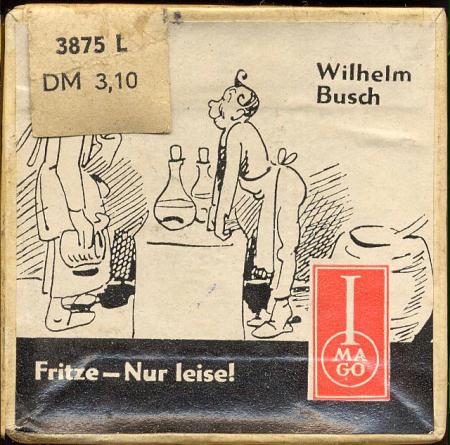 3875 L
DM 3,10
Wilhelm
Busch
I
MA
GO
Fritze – Nur leise!